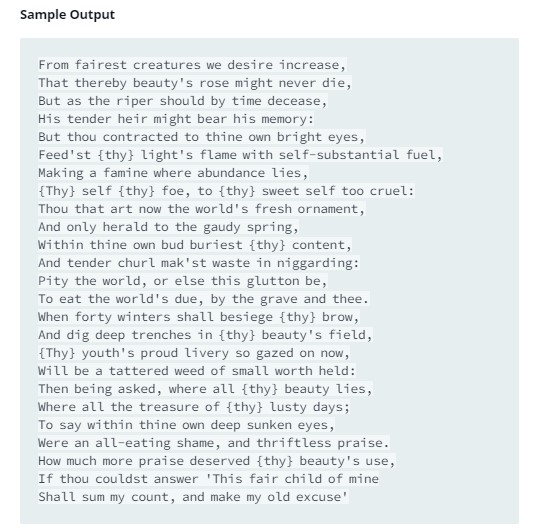 Sample Output
From fairest creatures we desire increase,
That thereby beauty's rose might never die,
But as the riper should by time decease,
His tender heir might bear his memory:
But thou contracted to thine own bright eyes,
Feed'st {thy} light's flame with self-substantial fuel,
Making a famine where abundance lies,
{Thy} self {thy} foe, to {thy} sweet self too cruel:
Thou that art now the world's fresh ornament,
And only herald to the gaudy spring,
Within thine own bud buriest {thy} content,
And tender churl mak'st waste in niggarding:
Pity the world, or else this glutton be,
To eat the world's due, by the grave and thee.
When forty winters shall besiege {thy} brow,
And dig deep trenches in {thy} beauty's field,
{Thy} youth's proud livery so gazed on now,
Will be a tattered weed of small worth held:
Then being asked, where all {thy} beauty lies,
Where all the treasure of {thy} lusty days;
To say within thine own deep sunken eyes,
Were an all-eating shame, and thriftless praise.
How much more praise deserved {thy} beauty's use,
If thou couldst answer 'This fair child of mine
Shall sum my count, and make my old excuse'